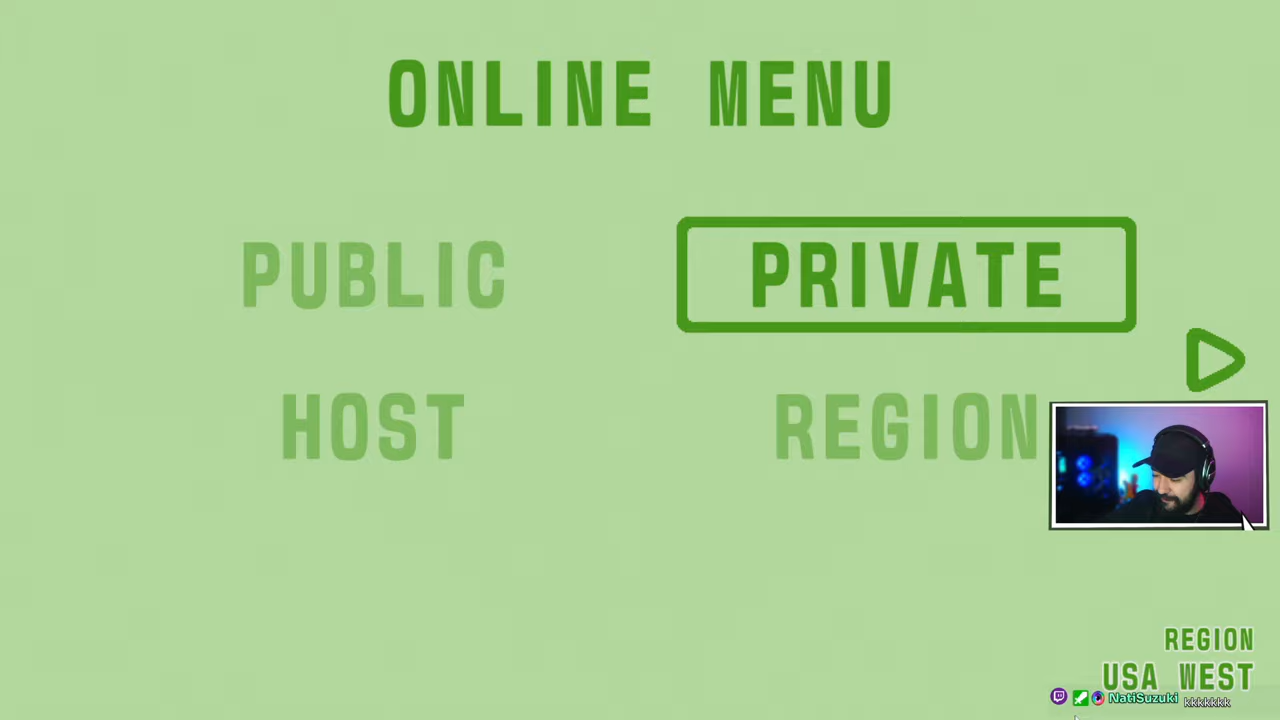 ONLINE MENU
PUBLIC
PRIVATE
HOST
REGION
REGION
USA WEST
NatiSuzuki kkkkkkk